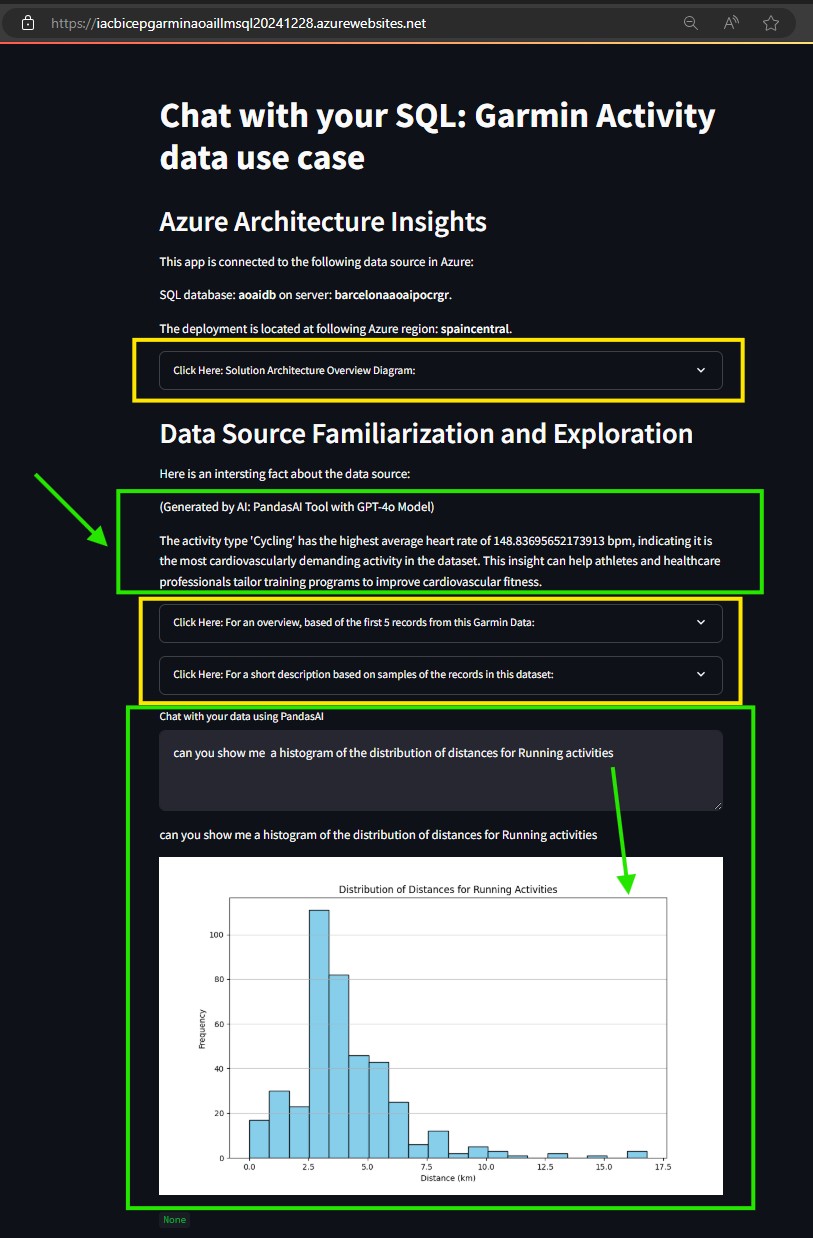 https://iacbicepgarminaoaillmsql20241228.azurewebsites.net
Chat with your SQL: Garmin Activity
data use case
Azure Architecture Insights
This app is connected to the following data source in Azure:
SQL database: aoaidb on server: barcelonaaoaipocrgr.
The deployment is located at following Azure region: spaincentral.
Click Here: Solution Architecture Overview Diagram:
Data Source Familiarization and Exploration
Here is an intersting fact about the data source:
(Generated by AI: PandasAI Tool with GPT-4o Model)
The activity type 'Cycling' has the highest average heart rate of 148.83695652173913 bpm, indicating it is
the most cardiovascularly demanding activity in the dataset. This insight can help athletes and healthcare
professionals tailor training programs to improve cardiovascular fitness.
Click Here: For an overview, based of the first 5 records from this Garmin Data:
Click Here: For a short description based on samples of the records in this dataset:
Chat with your data using PandasAI
can you show me  a histogram of the distribution of distances for Running activities
can you show me a histogram of the distribution of distances for Running activities
Distribution of Distances for Running Activities
100
80
60
40
20
0
Frequency
0.0 2.5 5.0 7.5 10.0 12.5 15.0 17.5
Distance (km)
None